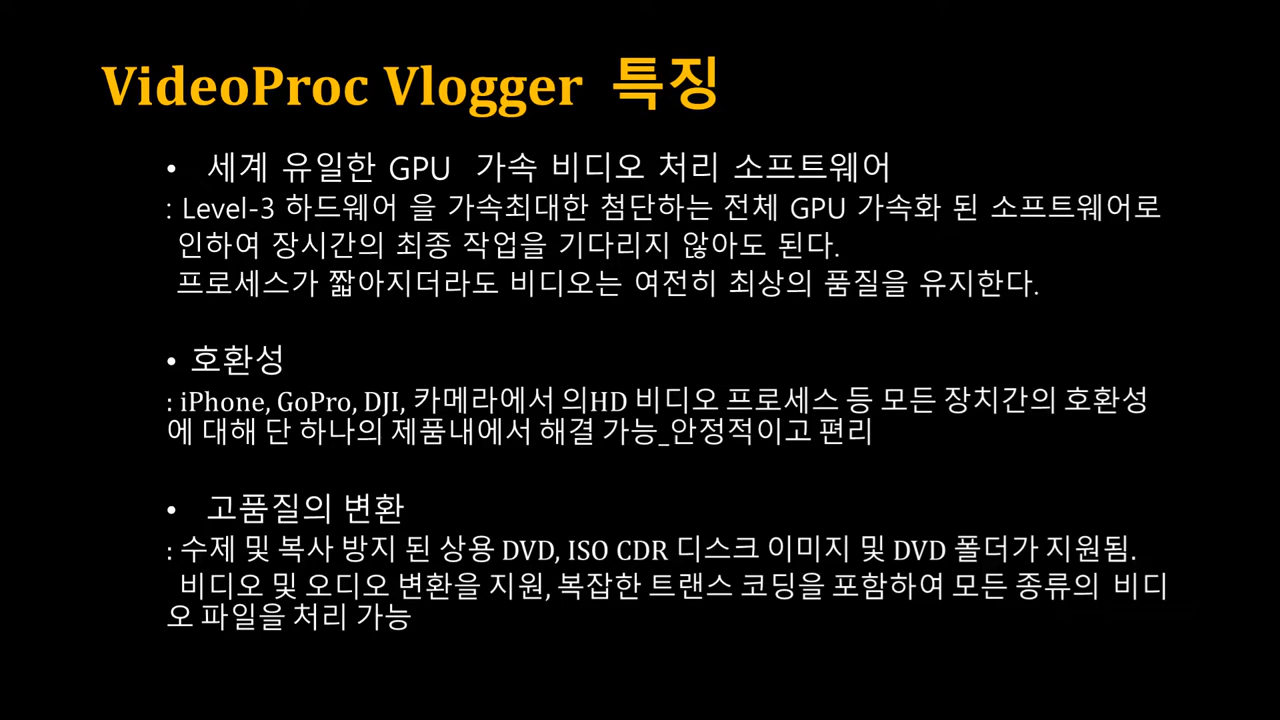 VideoProc Vlogger 특징
• 세계 유일한 GPU 가속 비디오 처리 소프트웨어
: Level-3 하드웨어 을 가속최대한 첨단하는 전체 GPU 가속화 된 소프트웨어로
인하여 장시간의 최종 작업을 기다리지 않아도 된다.
프로세스가 짧아지더라도 비디오는 여전히 최상의 품질을 유지한다.
• 호환성
: iPhone, GoPro, DJI, 카메라에서 의HD 비디오 프로세스 등 모든 장치간의 호환성
에 대해 단 하나의 제품내에서 해결 가능_안정적이고 편리
• 고품질의 변환
: 수제 및 복사 방지 된 상용 DVD, ISO CDR 디스크 이미지 및 DVD 폴더가 지원됨.
비디오 및 오디오 변환을 지원, 복잡한 트랜스 코딩을 포함하여 모든 종류의 비디
오 파일을 처리 가능